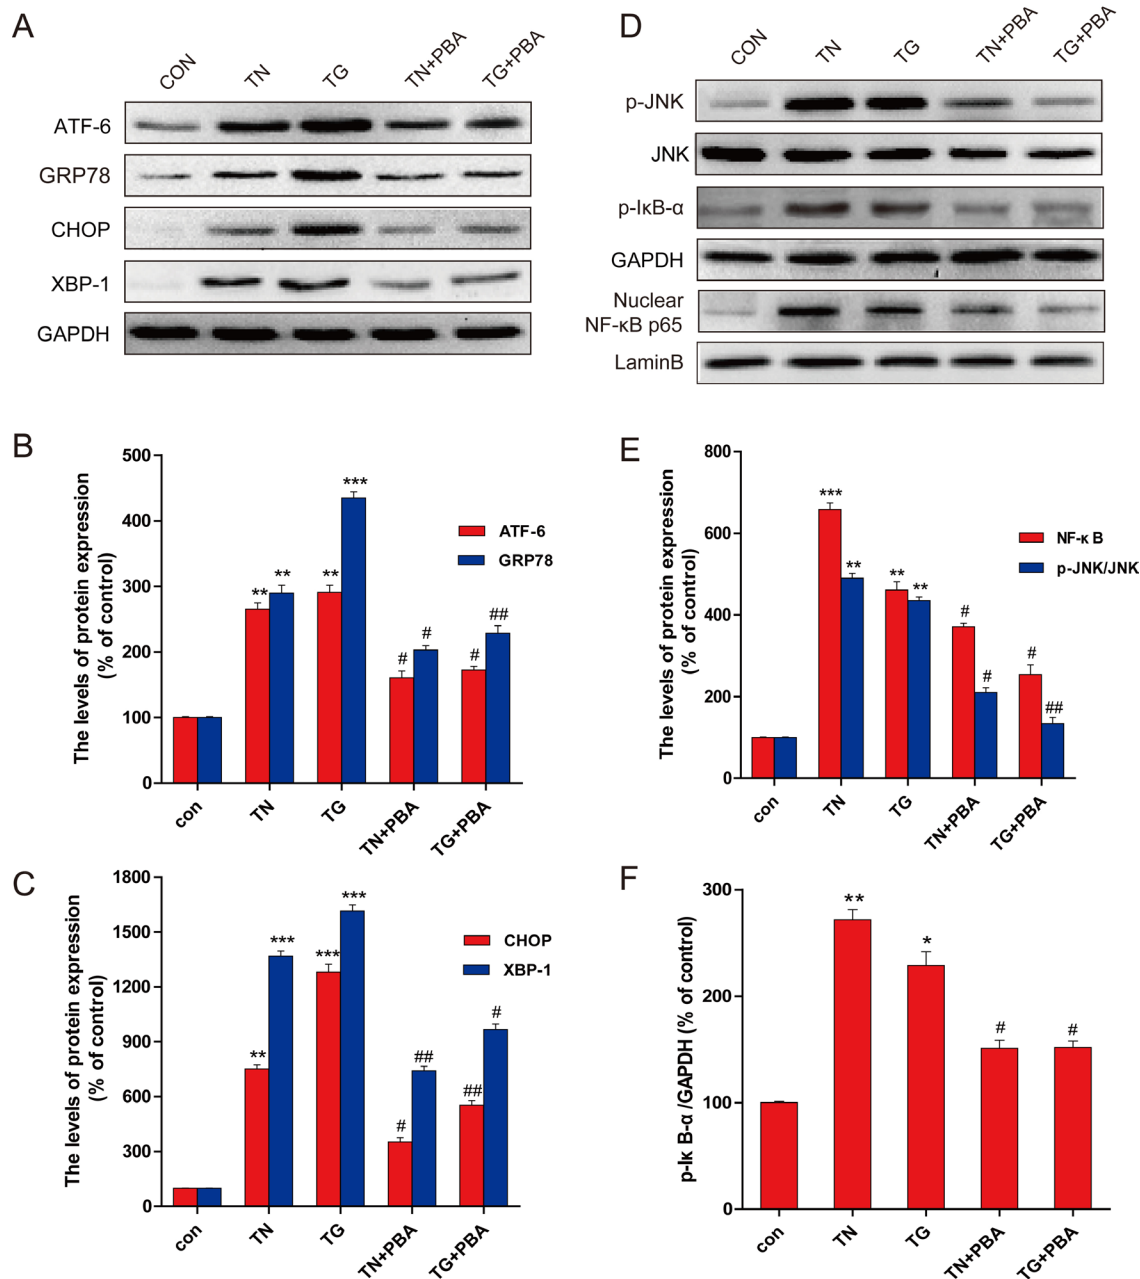 A
CON TN TG TN+PBA TG+PBA
ATF-6
GRP78
CHOP
XBP-1
GAPDH
D
CON TN TG TN+PBA TG+PBA
p-JNK
JNK
p-IκB-α
GAPDH
Nuclear
NF-κB p65
LaminB
B
The levels of protein expression
(% of control)
500
400
300
200
100
0
** ** ** *** # # # ##
ATF-6
GRP78
con TN TG TN+PBA TG+PBA
E
The levels of protein expression
(% of control)
800
600
400
200
0
*** ** ** ** # # # ##
NF-κ B
p-JNK/JNK
con TN TG TN+PBA TG+PBA
C
The levels of protein expression
(% of control)
1800
1500
1200
900
600
300
0
** *** *** *** # ## ## #
CHOP
XBP-1
con TN TG TN+PBA TG+PBA
F
p-Iκ B-α /GAPDH (% of control)
300
200
100
0
** * # #
con TN TG TN+PBA TG+PBA